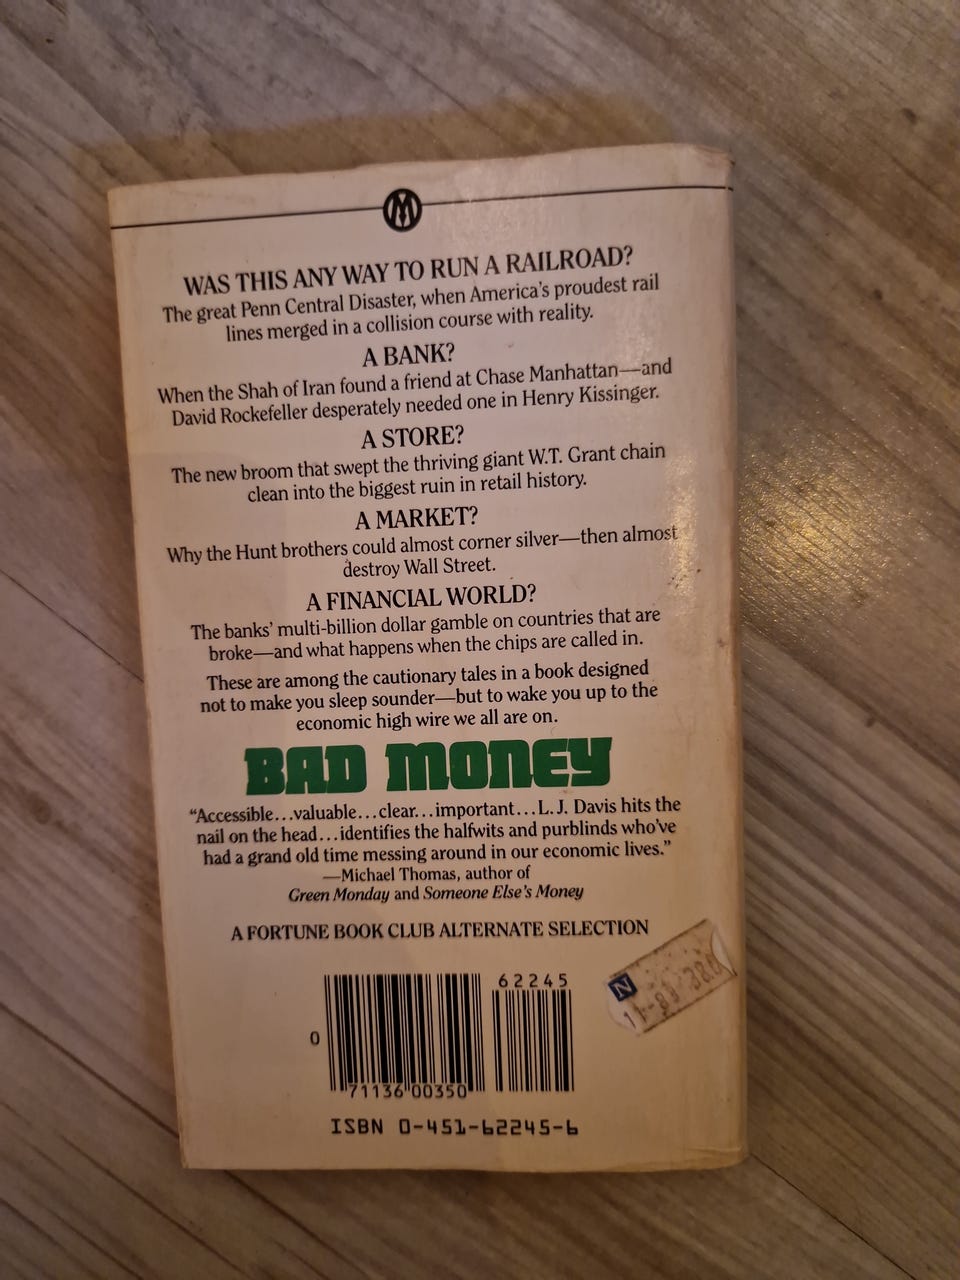 M
WAS THIS ANY WAY TO RUN A RAILROAD?
The great Penn Central Disaster, when America's proudest rail
lines merged in a collision course with reality.
A BANK?
When the Shah of Iran found a friend at Chase Manhattan—and
David Rockefeller desperately needed one in Henry Kissinger.
A STORE?
The new broom that swept the thriving giant W.T. Grant chain
clean into the biggest ruin in retail history.
A MARKET?
Why the Hunt brothers could almost corner silver—then almost
destroy Wall Street.
A FINANCIAL WORLD?
The banks' multi-billion dollar gamble on countries that are
broke—and what happens when the chips are called in.
These are among the cautionary tales in a book designed
not to make you sleep sounder—but to wake you up to the
economic high wire we all are on.
BAD MONEY
“Accessible...valuable...clear...important...L.J. Davis hits the
nail on the head...identifies the halfwits and purblinds who've
had a grand old time messing around in our economic lives.”
—Michael Thomas, author of
Green Monday and Someone Else's Money
A FORTUNE BOOK CLUB ALTERNATE SELECTION
62245
N
0
71136 00350
ISBN 0-451-62245-6